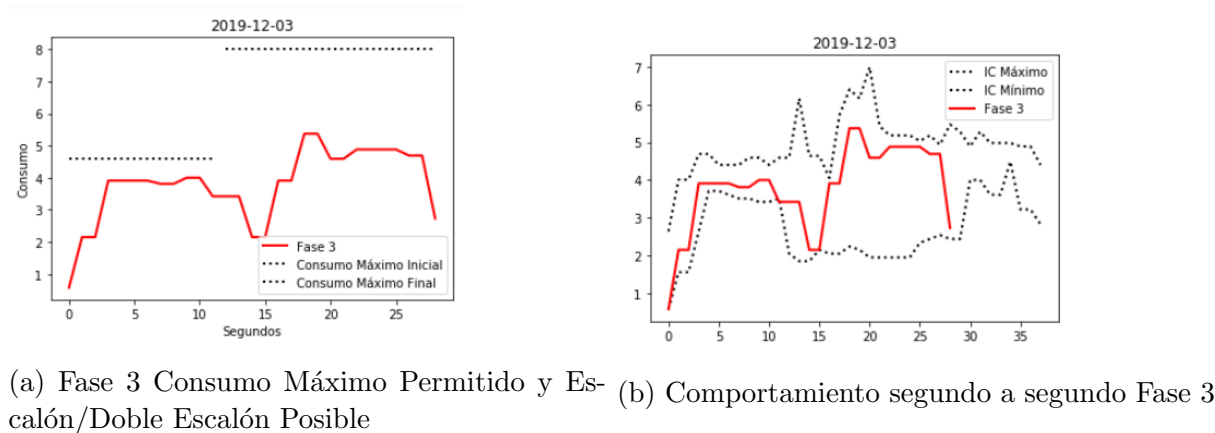 2019-12-03
8
7
6
5
4
3
2
1
Consumo
Fase 3
Consumo Máximo Inicial
Consumo Máximo Final
0 5 10 15 20 25
Segundos
(a) Fase 3 Consumo Máximo Permitido y Es-
calón/Doble Escalón Posible
2019-12-03
7
6
5
4
3
2
1
IC Máximo
IC Mínimo
Fase 3
0 5 10 15 20 25 30 35
(b) Comportamiento segundo a segundo Fase 3